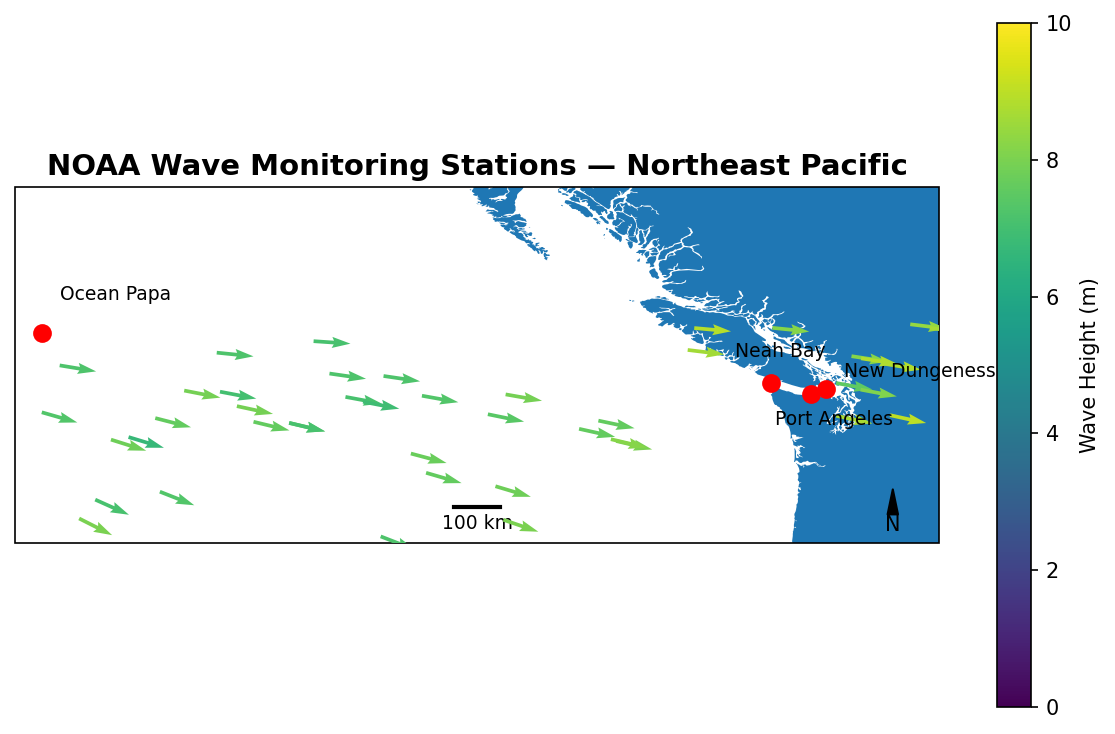 NOAA Wave Monitoring Stations — Northeast Pacific
Ocean Papa
Neah Bay
New Dungeness
Port Angeles
100 km
N
10
8
6
4
2
0
Wave Height (m)